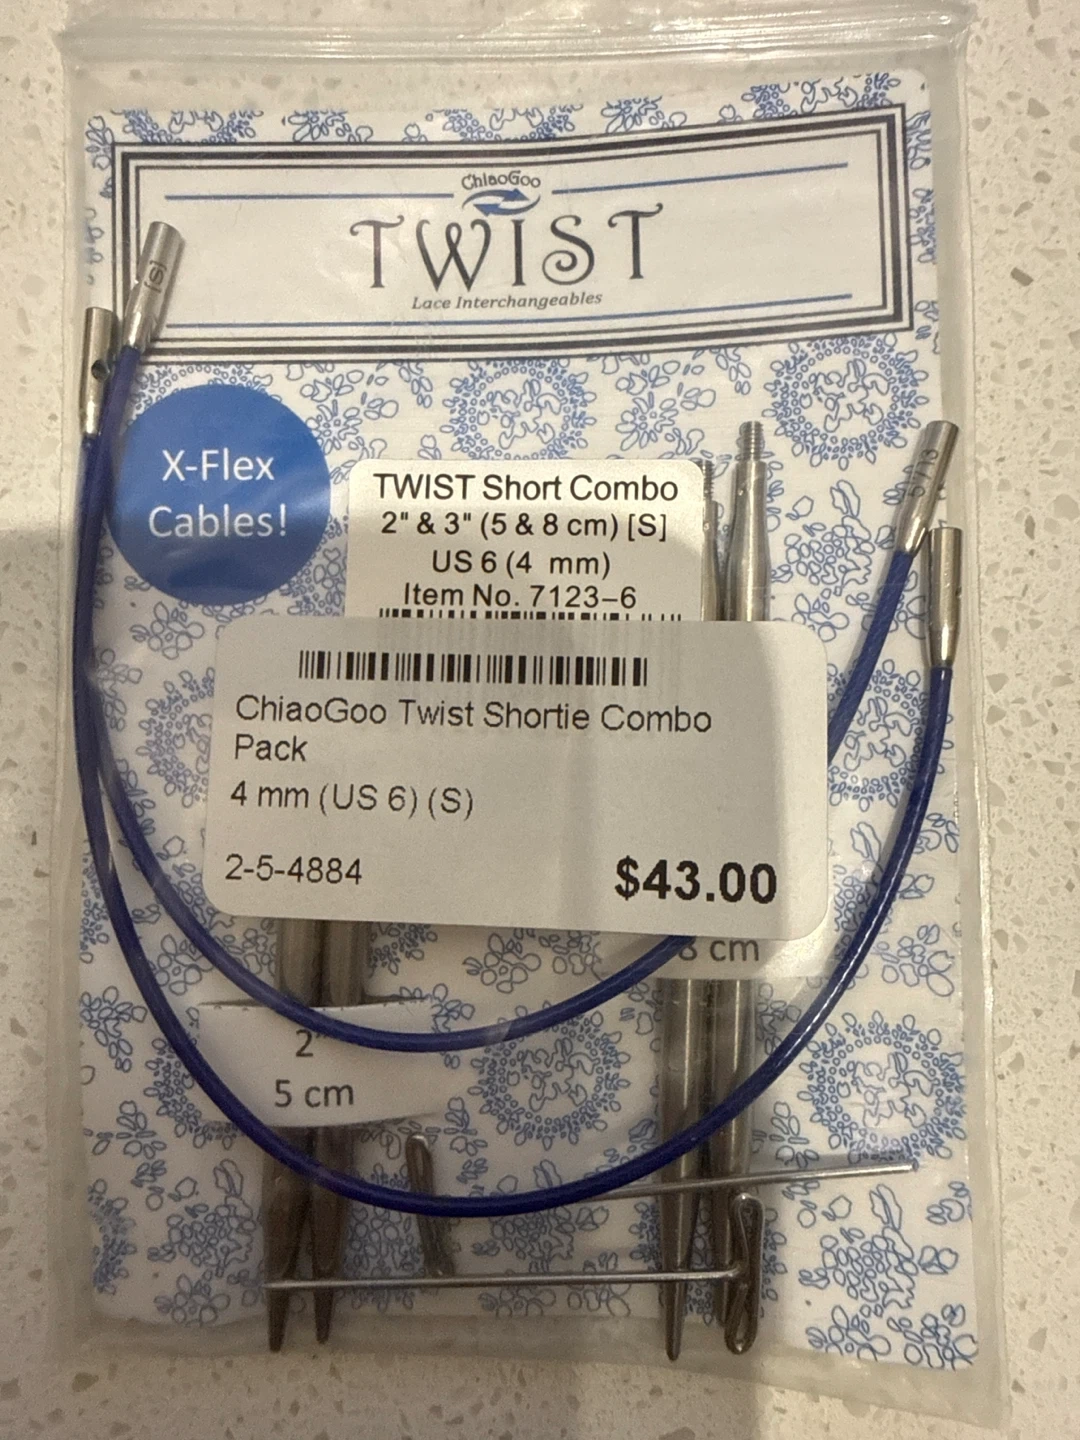 ChiaoGoo
TWIST
Lace Interchangeables
X-Flex
Cables!
TWIST Short Combo
2" & 3" (5 & 8 cm) [S]
US 6 (4 mm)
Item No. 7123-6
ChiaoGoo Twist Shortie Combo
Pack
4 mm (US 6) (S)
2-5-4884
$43.00
8 cm
2"
5 cm
[S]